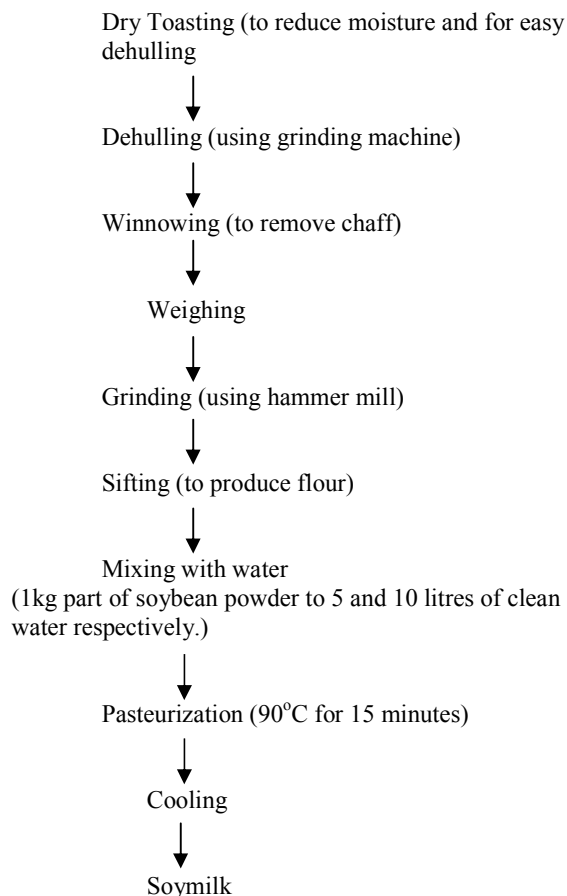 Dry Toasting (to reduce moisture and for easy
dehulling
Dehulling (using grinding machine)
Winnowing (to remove chaff)
Weighing
Grinding (using hammer mill)
Sifting (to produce flour)
Mixing with water
(1kg part of soybean powder to 5 and 10 litres of clean
water respectively.)
Pasteurization (90°C for 15 minutes)
Cooling
Soymilk